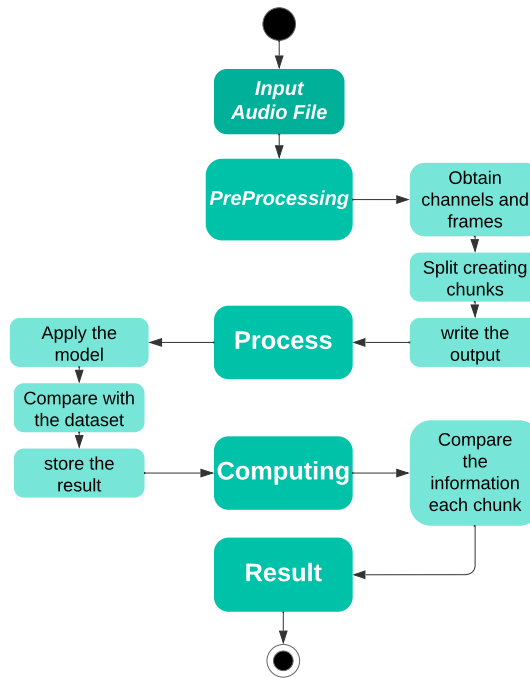 Input
Audio File
PreProcessing
Obtain
channels and
frames
Split creating
chunks
write the
output
Process
Apply the
model
Compare with
the dataset
store the
result
Computing
Compare
the
information
each chunk
Result